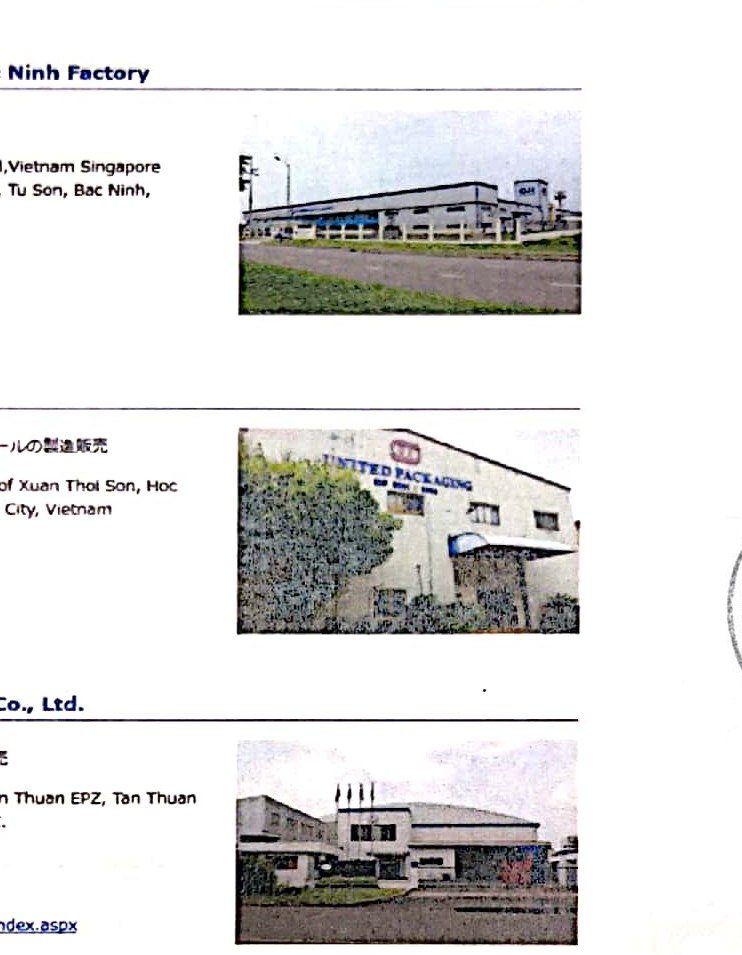 Ninh Factory
,Vietnam Singapore
, Tu Son, Bac Ninh,
ールの製造販売
UNITED PACKAGING
of Xuan Thoi Son, Hoc
City, Vietnam
Co., Ltd.
売
n Thuan EPZ, Tan Thuan
.
ndex.aspx